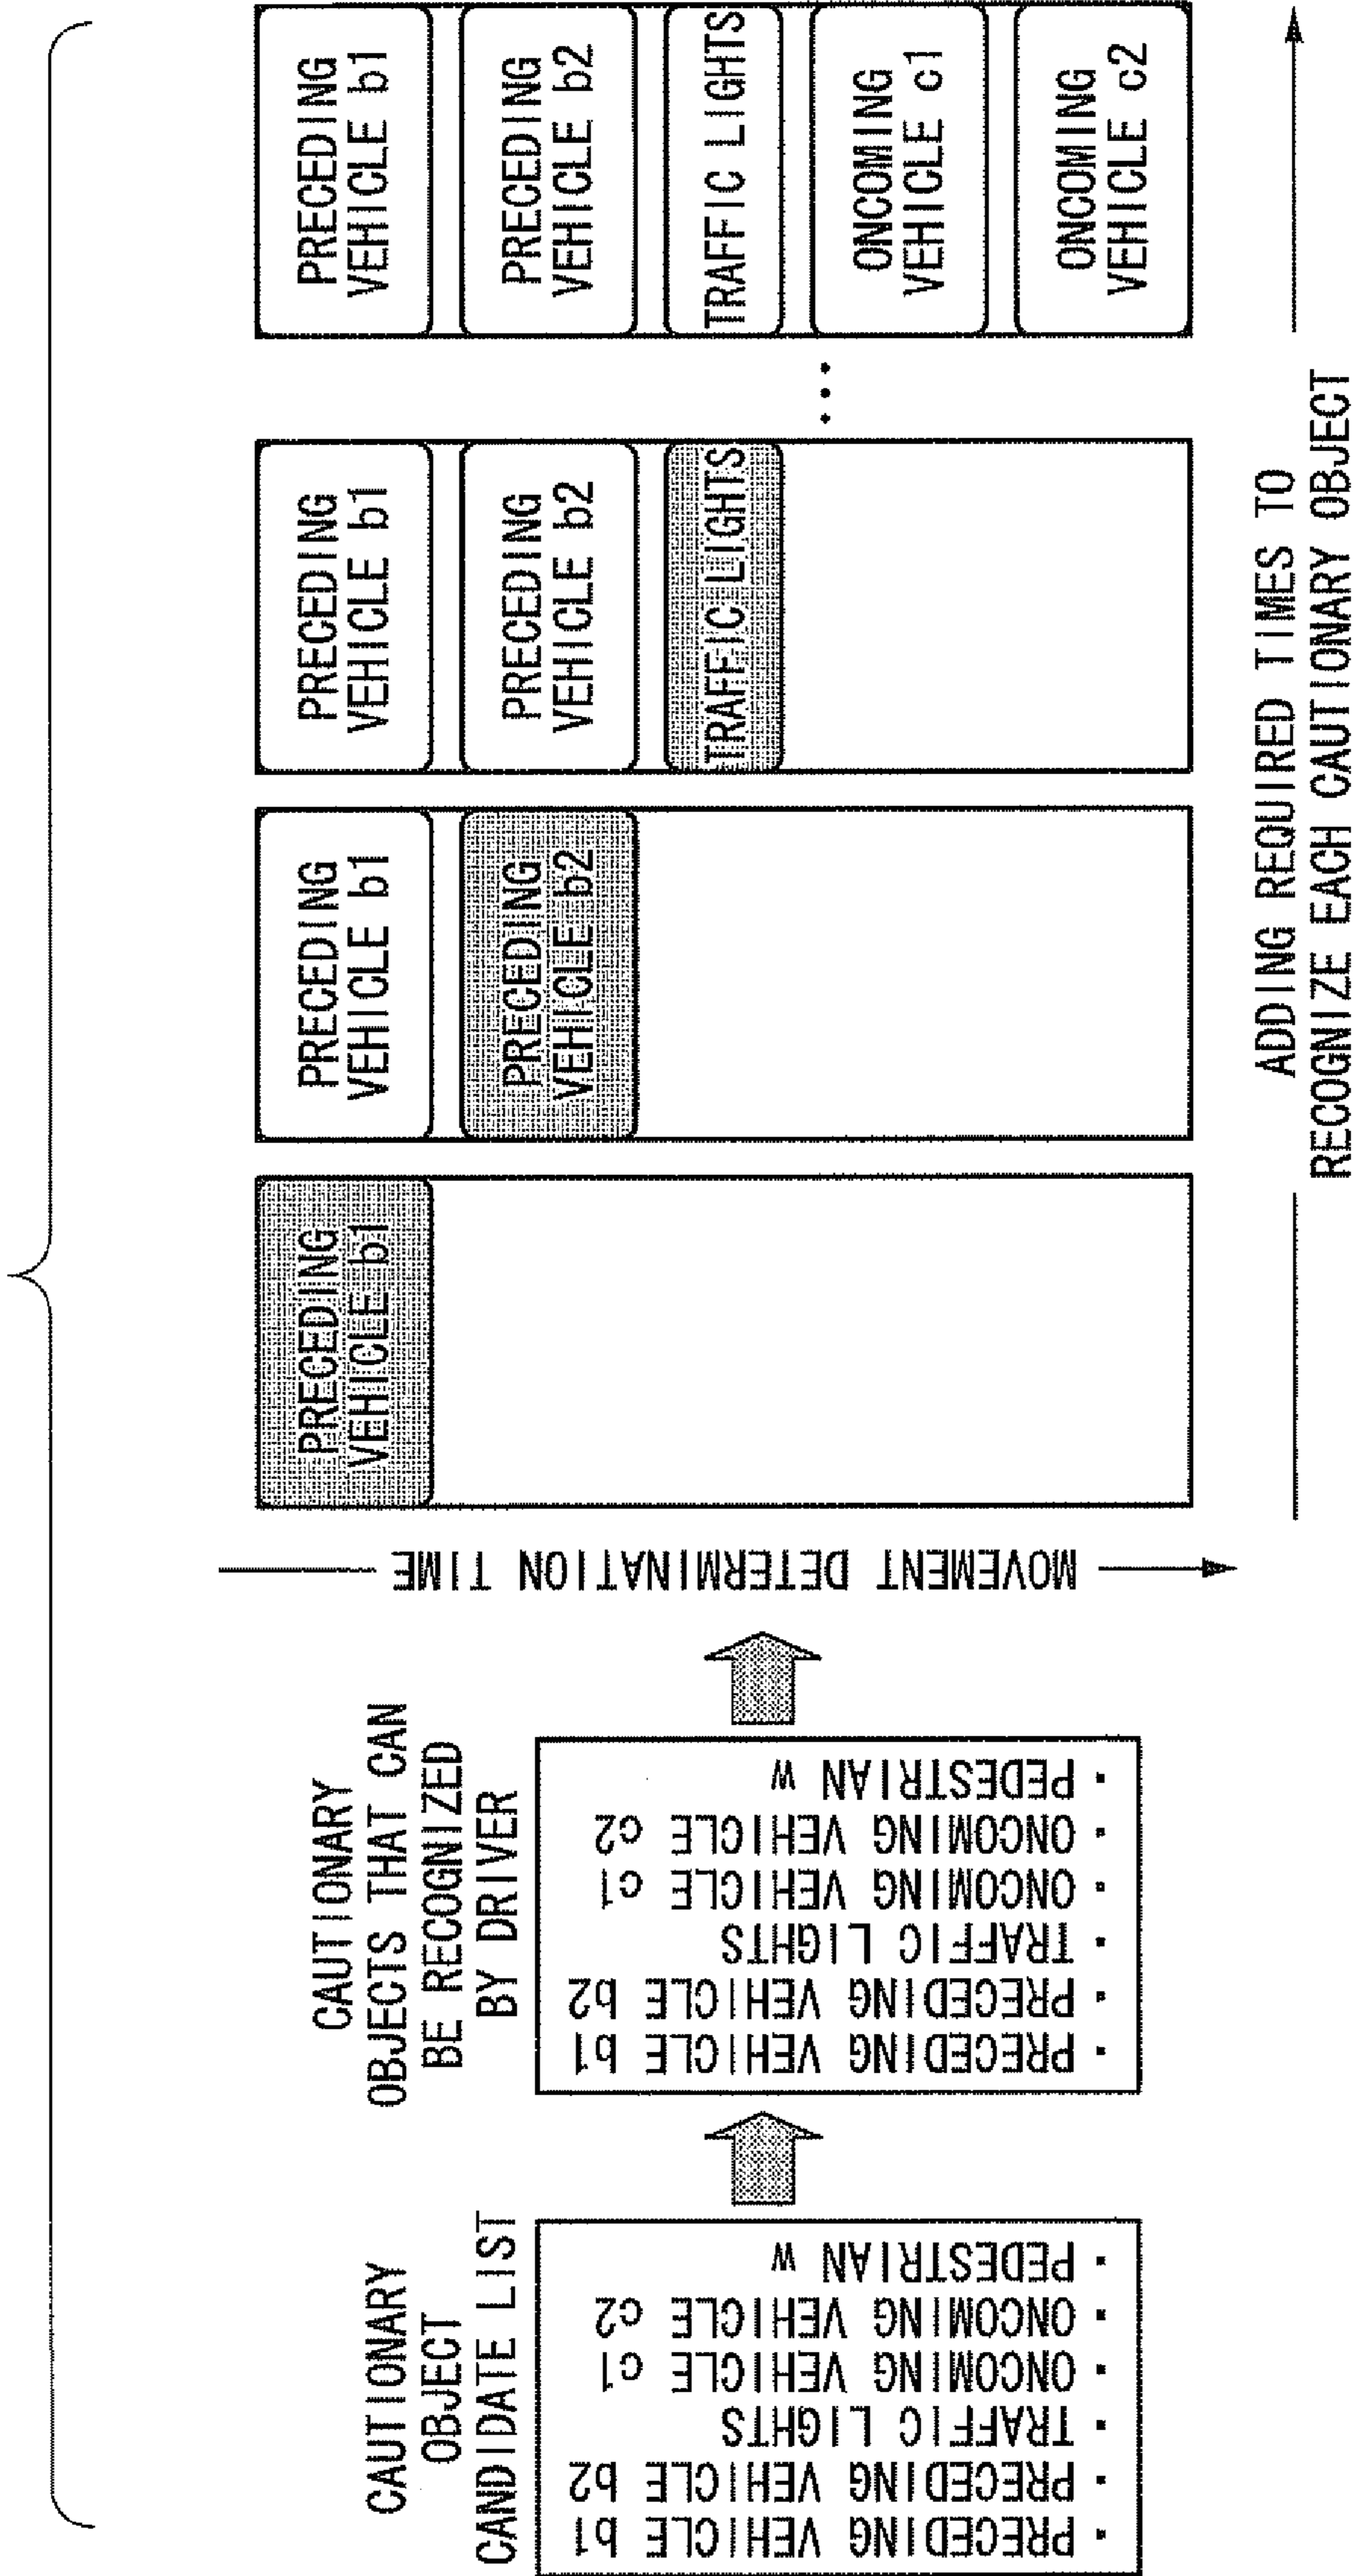 CAUTIONARY
OBJECT
CANDIDATE LIST
• PRECEDING VEHICLE b1
• PRECEDING VEHICLE b2
• TRAFFIC LIGHTS
• ONCOMING VEHICLE c1
• ONCOMING VEHICLE c2
• PEDESTRIAN w
CAUTIONARY
OBJECTS THAT CAN
BE RECOGNIZED
BY DRIVER
• PRECEDING VEHICLE b1
• PRECEDING VEHICLE b2
• TRAFFIC LIGHTS
• ONCOMING VEHICLE c1
• ONCOMING VEHICLE c2
• PEDESTRIAN w
MOVEMENT DETERMINATION TIME
PRECEDING
VEHICLE b1
PRECEDING
VEHICLE b1
PRECEDING
VEHICLE b2
PRECEDING
VEHICLE b1
PRECEDING
VEHICLE b2
TRAFFIC LIGHTS
...
PRECEDING
VEHICLE b1
PRECEDING
VEHICLE b2
TRAFFIC LIGHTS
ONCOMING
VEHICLE c1
ONCOMING
VEHICLE c2
ADDING REQUIRED TIMES TO
RECOGNIZE EACH CAUTIONARY OBJECT